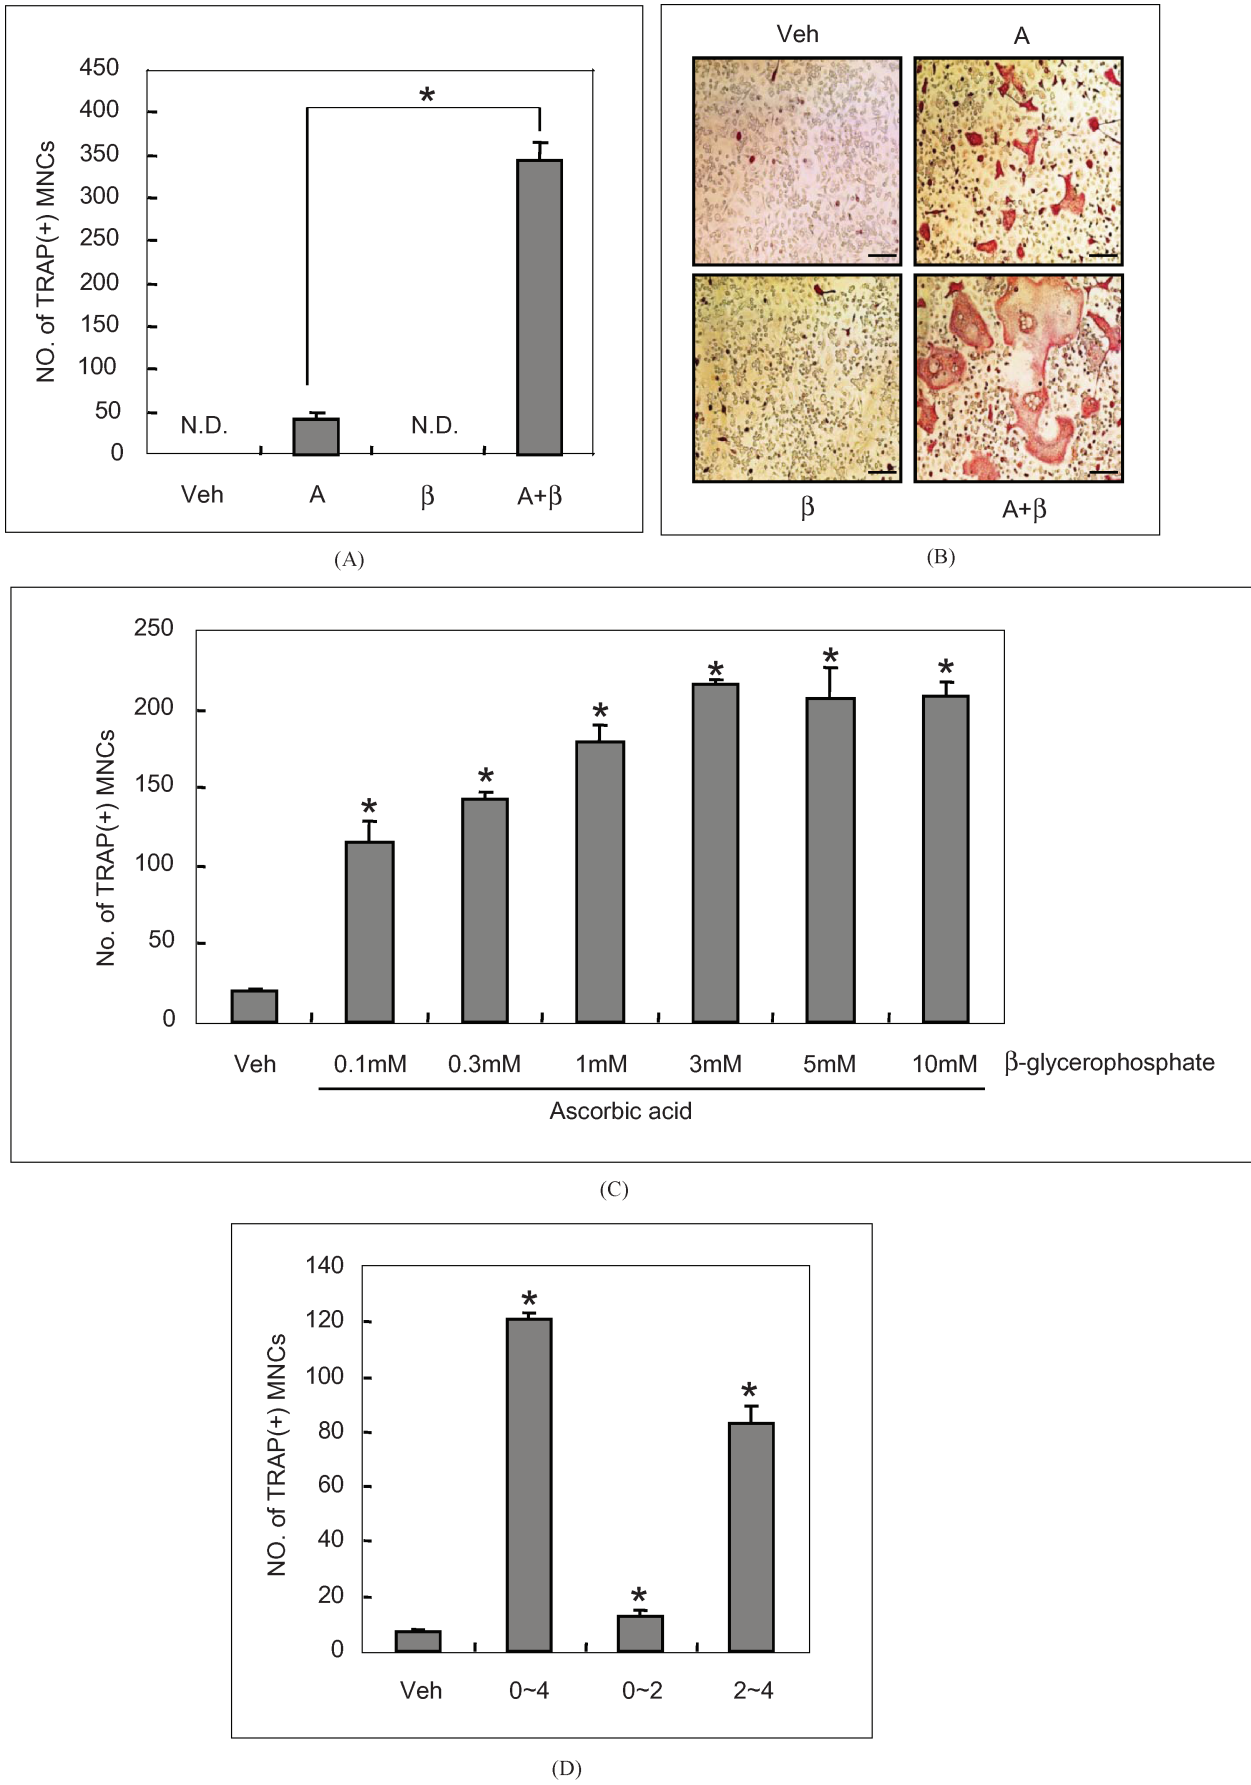 450
400
350
300
250
200
150
100
50
0
NO. of TRAP(+) MNCs
*
N.D.
N.D.
Veh A β A+β
(A)
Veh A
β A+β
(B)
250
200
150
100
50
0
No. of TRAP(+) MNCs
* * * * * *
Veh 0.1mM 0.3mM 1mM 3mM 5mM 10mM β-glycerophosphate
Ascorbic acid
(C)
140
120
100
80
60
40
20
0
NO. of TRAP(+) MNCs
* * *
Veh 0~4 0~2 2~4
(D)